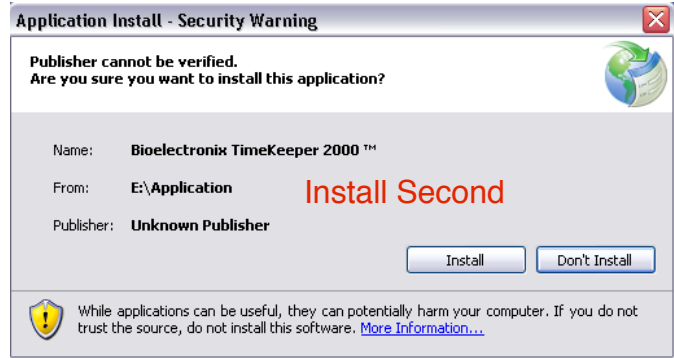 Application Install - Security Warning
Publisher cannot be verified.
Are you sure you want to install this application?
Name: Bioelectronix TimeKeeper 2000 ™
From: E:\Application
Install Second
Publisher: Unknown Publisher
Install Don't Install
While applications can be useful, they can potentially harm your computer. If you do not
trust the source, do not install this software. More Information...